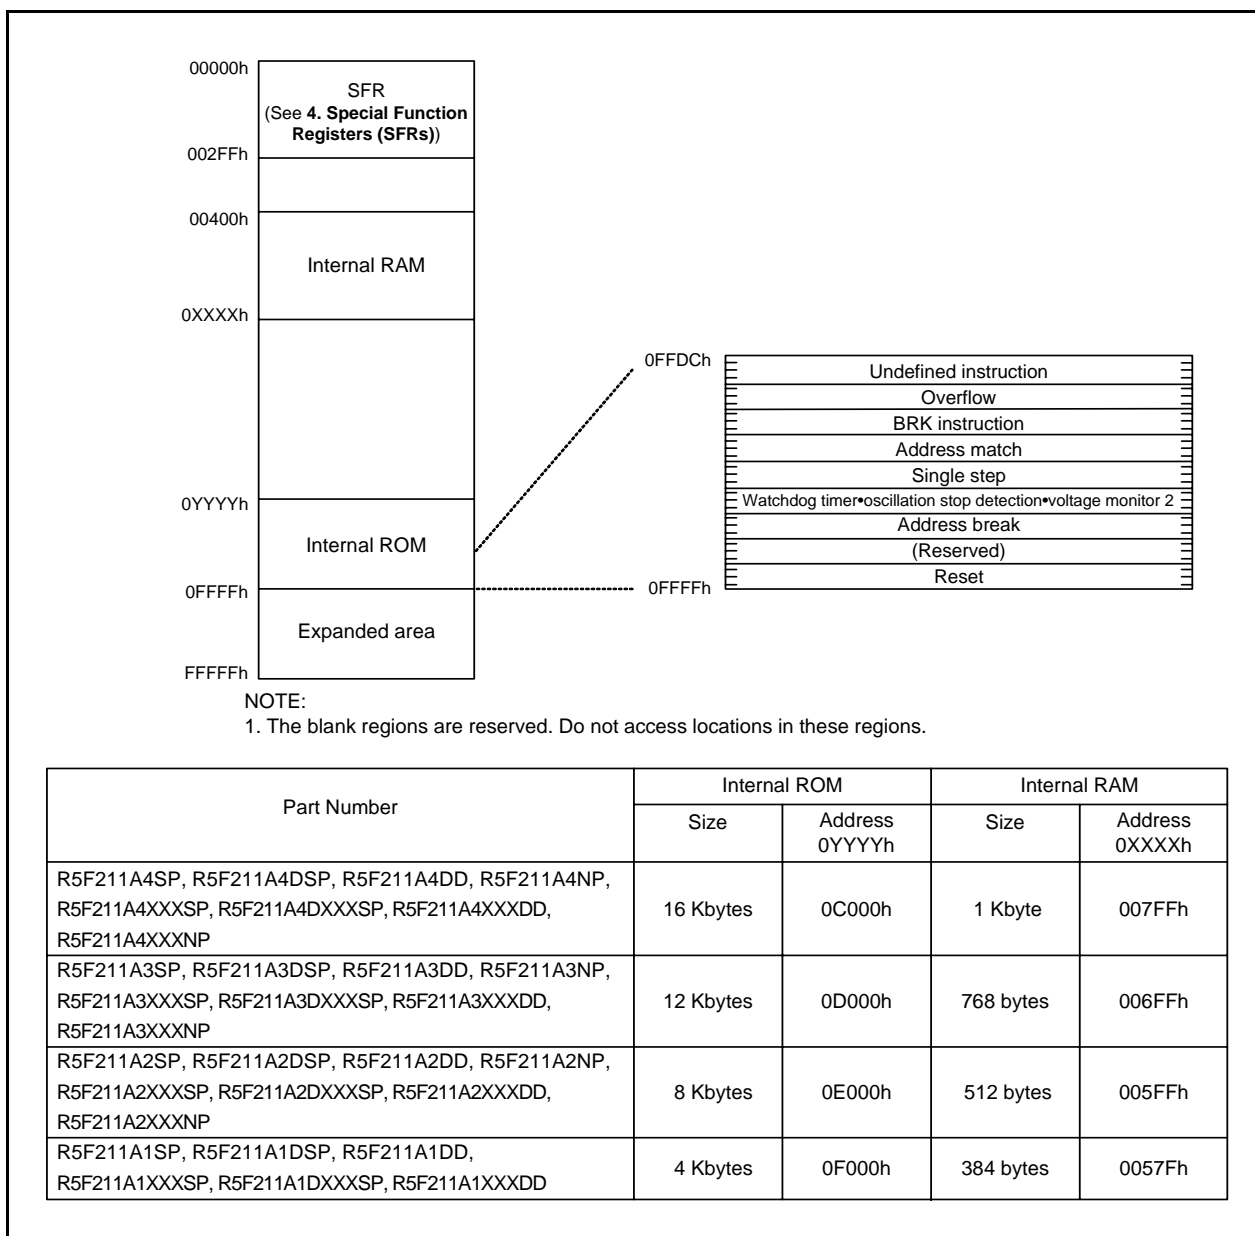 00000h
SFR
(See 4. Special Function
Registers (SFRs))
002FFh
00400h
Internal RAM
0XXXXh
0YYYYh
Internal ROM
0FFFFh
Expanded area
FFFFFh
0FFDCh
Undefined instruction
Overflow
BRK instruction
Address match
Single step
Watchdog timer•oscillation stop detection•voltage monitor 2
Address break
(Reserved)
Reset
0FFFFh
NOTE:
1. The blank regions are reserved. Do not access locations in these regions.
Part Number
Internal ROM
Internal RAM
Size
Address
0YYYYh
Size
Address
0XXXXh
R5F211A4SP, R5F211A4DSP, R5F211A4DD, R5F211A4NP,
R5F211A4XXXSP, R5F211A4DXXXSP, R5F211A4XXXDD,
R5F211A4XXXNP
16 Kbytes
0C000h
1 Kbyte
007FFh
R5F211A3SP, R5F211A3DSP, R5F211A3DD, R5F211A3NP,
R5F211A3XXXSP, R5F211A3DXXXSP, R5F211A3XXXDD,
R5F211A3XXXNP
12 Kbytes
0D000h
768 bytes
006FFh
R5F211A2SP, R5F211A2DSP, R5F211A2DD, R5F211A2NP,
R5F211A2XXXSP, R5F211A2DXXXSP, R5F211A2XXXDD,
R5F211A2XXXNP
8 Kbytes
0E000h
512 bytes
005FFh
R5F211A1SP, R5F211A1DSP, R5F211A1DD,
R5F211A1XXXSP, R5F211A1DXXXSP, R5F211A1XXXDD
4 Kbytes
0F000h
384 bytes
0057Fh